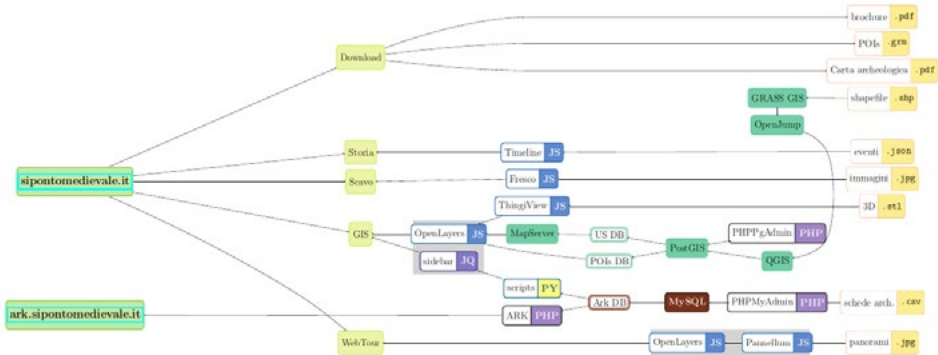 brochure .pdf
Download
POIs .grm
Carta archeologica .pdf
GRASS GIS
shapefile .shp
OpenJump
Storia
Timeline JS
eventi .json
sipontomedievale.it
Scavo
Fresco JS
immagini .jpg
ThingiView JS
3D .stl
GIS
OpenLayers JS
MapServer
US DB
PHPPgAdmin PHP
PostGIS
sidebar JQ
POIs DB
QGIS
scripts PY
Ark DB
MySQL
PHPMyAdmin PHP
schede arch. .csv
ark.sipontomedievale.it
ARK PHP
WebTour
OpenLayers JS
Pannellum JS
panorami .jpg